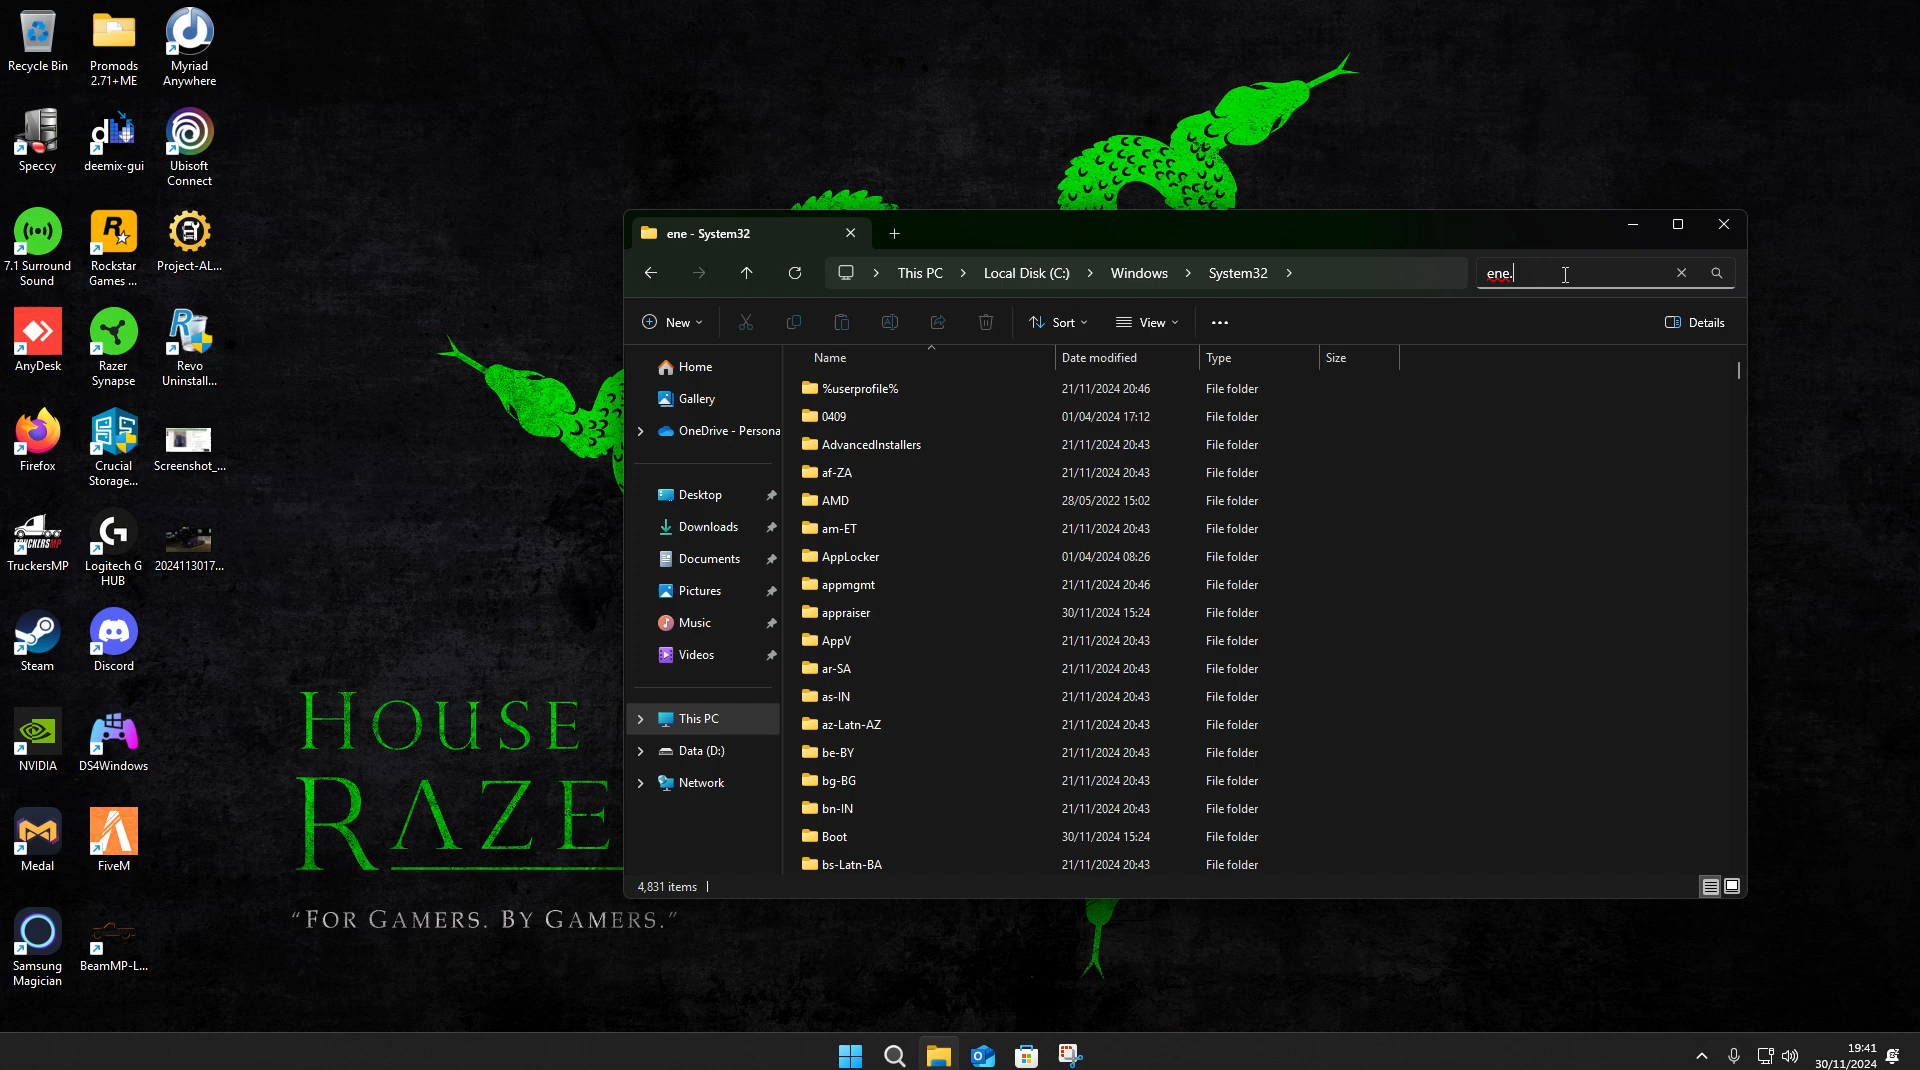 Recycle Bin
Promods
2.71+ME
Myriad
Anywhere
Speccy
deemix-gui
Ubisoft
Connect
7.1 Surround
Sound
Rockstar
Games ...
Project-AL...
AnyDesk
Razer
Synapse
Revo
Uninstall...
Firefox
Crucial
Storage...
Screenshot_...
TruckersMP
Logitech G
HUB
2024113017...
Steam
Discord
NVIDIA
DS4Windows
Medal
FiveM
Samsung
Magician
BeamMP-L...
HOUSE
RAZE
“FOR GAMERS. BY GAMERS.”
ene - System32
This PC
Local Disk (C:)
Windows
System32
ene.
New
Sort
View
Details
Home
Gallery
OneDrive - Persona
Desktop
Downloads
Documents
Pictures
Music
Videos
This PC
Data (D:)
Network
Name Date modified Type Size
%userprofile% 21/11/2024 20:46 File folder
0409 01/04/2024 17:12 File folder
AdvancedInstallers 21/11/2024 20:43 File folder
af-ZA 21/11/2024 20:43 File folder
AMD 28/05/2022 15:02 File folder
am-ET 21/11/2024 20:43 File folder
AppLocker 01/04/2024 08:26 File folder
appmgmt 21/11/2024 20:46 File folder
appraiser 30/11/2024 15:24 File folder
AppV 21/11/2024 20:43 File folder
ar-SA 21/11/2024 20:43 File folder
as-IN 21/11/2024 20:43 File folder
az-Latn-AZ 21/11/2024 20:43 File folder
be-BY 21/11/2024 20:43 File folder
bg-BG 21/11/2024 20:43 File folder
bn-IN 21/11/2024 20:43 File folder
Boot 30/11/2024 15:24 File folder
bs-Latn-BA 21/11/2024 20:43 File folder
4,831 items
19:41
30/11/2024